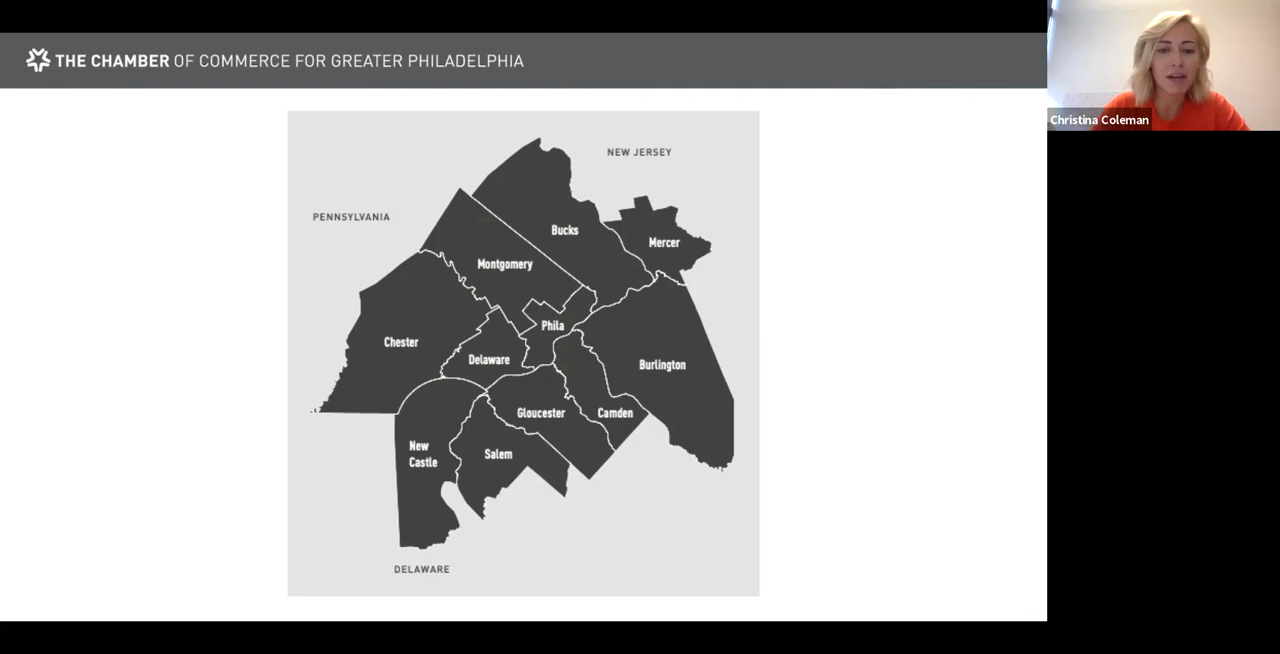 THE CHAMBER OF COMMERCE FOR GREATER PHILADELPHIA
Christina Coleman
NEW JERSEY
PENNSYLVANIA
Bucks
Mercer
Montgomery
Phila
Chester
Delaware
Burlington
Gloucester
Camden
New
Castle
Salem
DELAWARE